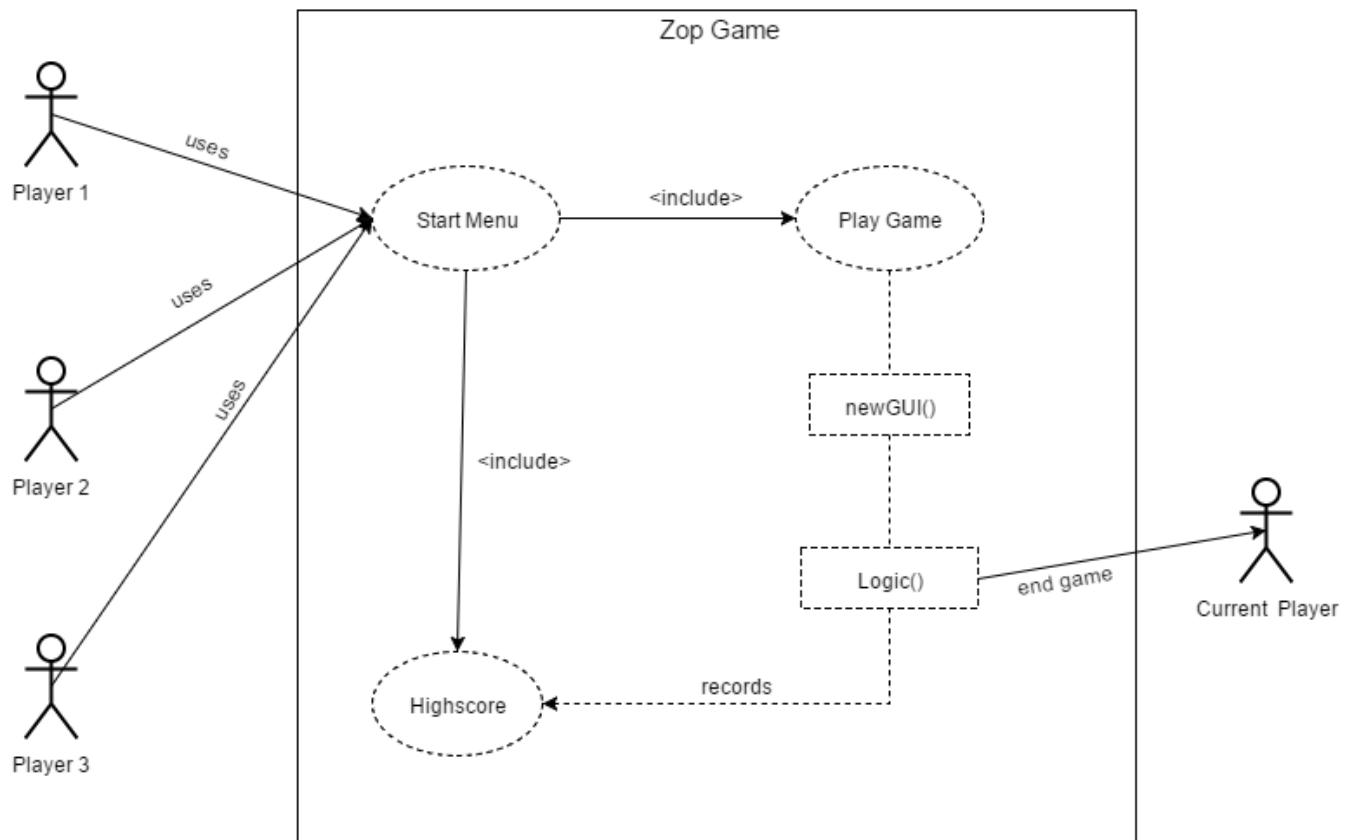 Zop Game
Player 1
uses
Start Menu
<include>
Play Game
uses
uses
newGUI()
<include>
Player 2
Logic()
end game
Current Player
records
Highscore
Player 3